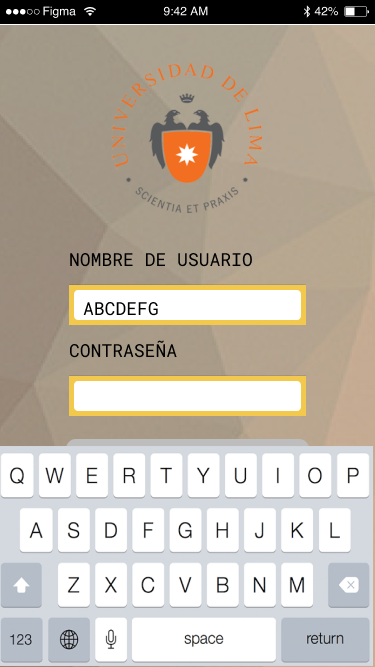 Figma 9:42 AM 42%
UNIVERSIDAD DE LIMA
SCIENTIA ET PRAXIS
NOMBRE DE USUARIO
ABCDEFG
CONTRASEÑA
Q W E R T Y U I O P
A S D F G H J K L
Z X C V B N M
123 space return